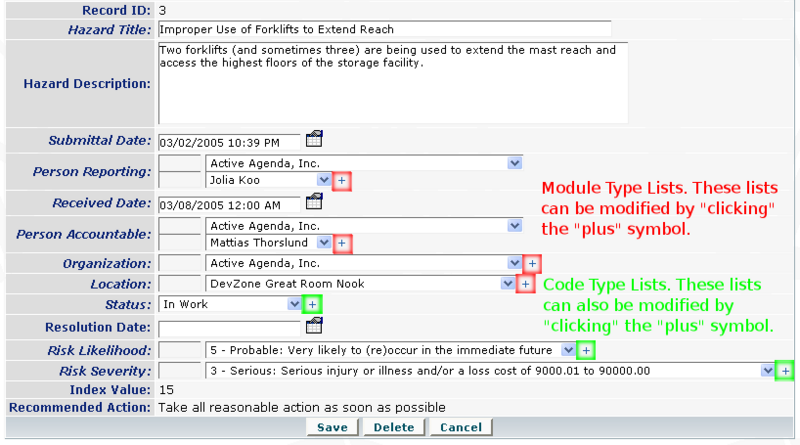 Record ID: 3
Hazard Title: Improper Use of Forklifts to Extend Reach
Hazard Description: Two forklifts (and sometimes three) are being used to extend the mast reach and
access the highest floors of the storage facility.
Submittal Date: 03/02/2005 10:39 PM
Person Reporting: Active Agenda, Inc.
Jolia Koo +
Received Date: 03/08/2005 12:00 AM
Person Accountable: Active Agenda, Inc.
Mattias Thorslund +
Organization: Active Agenda, Inc. +
Location: DevZone Great Room Nook +
Status: In Work +
Resolution Date:
Risk Likelihood: 5 - Probable: Very likely to (re)occur in the immediate future +
Risk Severity: 3 - Serious: Serious injury or illness and/or a loss cost of 9000.01 to 90000.00 +
Index Value: 15
Recommended Action: Take all reasonable action as soon as possible
Save Delete Cancel
Module Type Lists. These lists
can be modified by "clicking"
the "plus" symbol.
Code Type Lists. These lists
can also be modified by
"clicking" the "plus" symbol.